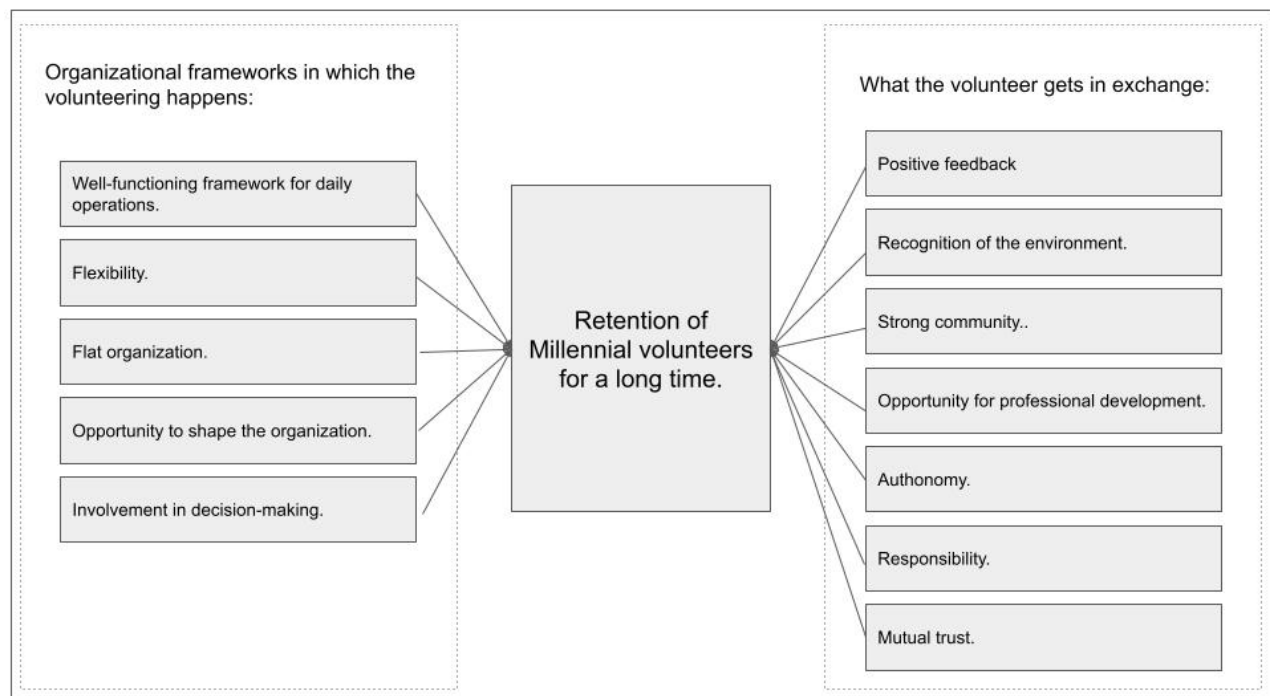 Organizational frameworks in which the
volunteering happens:
Well-functioning framework for daily
operations.
Flexibility.
Flat organization.
Opportunity to shape the organization.
Involvement in decision-making.
Retention of
Millennial volunteers
for a long time.
What the volunteer gets in exchange:
Positive feedback
Recognition of the environment.
Strong community..
Opportunity for professional development.
Authonomy.
Responsibility.
Mutual trust.